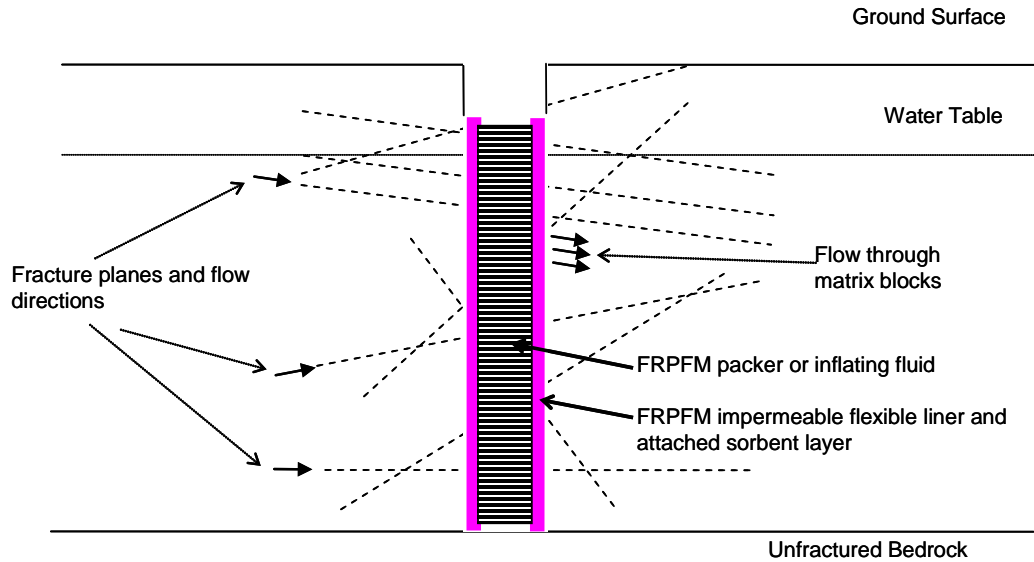 Ground Surface
Water Table
Fracture planes and flow
directions
Flow through
matrix blocks
FRPFM packer or inflating fluid
FRPFM impermeable flexible liner and
attached sorbent layer
Unfractured Bedrock